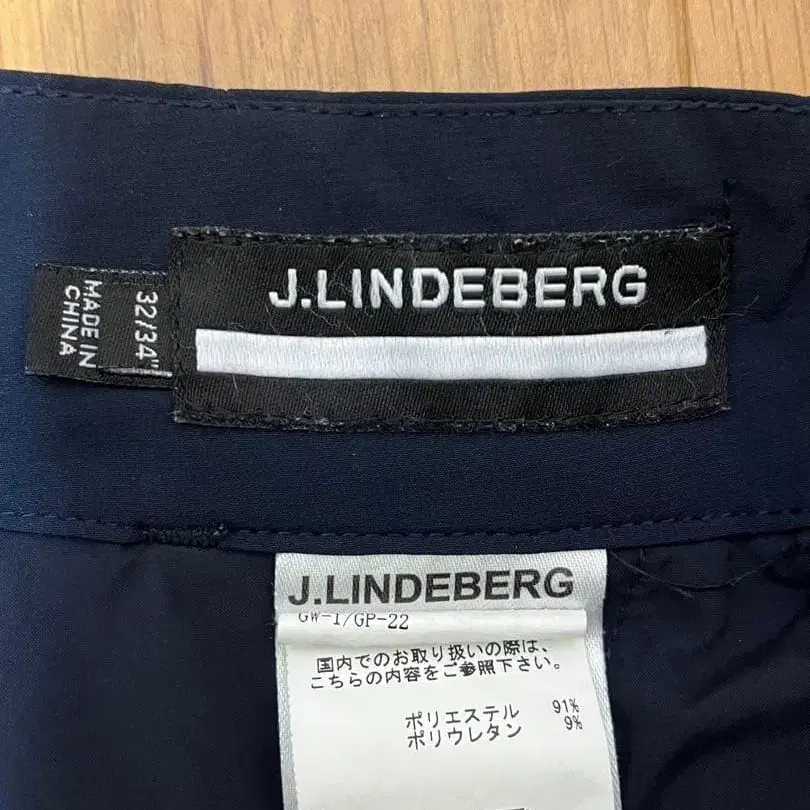 J.LINDEBERG
32/34"
MADE IN
CHINA
J.LINDEBERG
GW-1/GP-22
国内でのお取り扱いの際は、
こちらの内容をご参照下さい。
ポリエステル 91%
ポリウレタン 9%